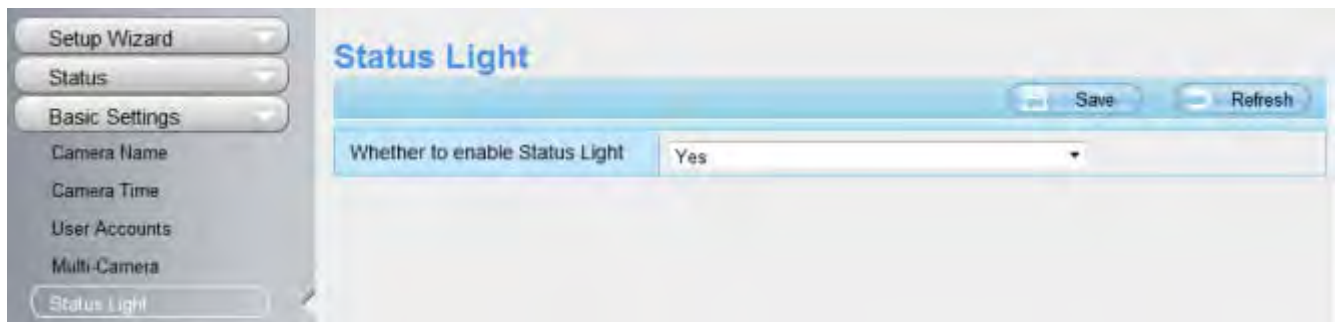 Setup Wizard
Status
Basic Settings
Camera Name
Camera Time
User Accounts
Multi-Camera
Status Light
Status Light
Save
Refresh
Whether to enable Status Light
Yes